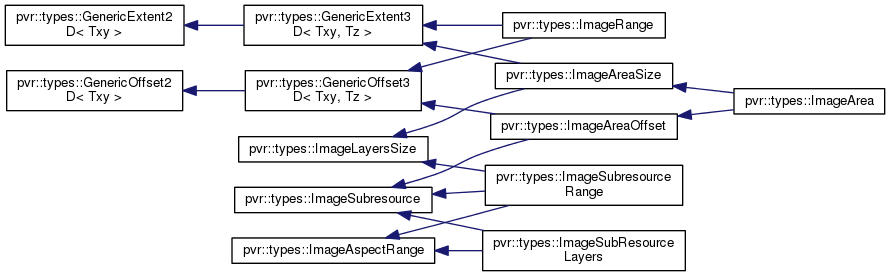 pvr::types::GenericExtent2
D< Txy >
pvr::types::GenericExtent3
D< Txy, Tz >
pvr::types::ImageRange
pvr::types::ImageAreaSize
pvr::types::GenericOffset2
D< Txy >
pvr::types::GenericOffset3
D< Txy, Tz >
pvr::types::ImageArea
pvr::types::ImageAreaOffset
pvr::types::ImageLayersSize
pvr::types::ImageSubresource
Range
pvr::types::ImageSubresource
pvr::types::ImageAspectRange
pvr::types::ImageSubResource
Layers